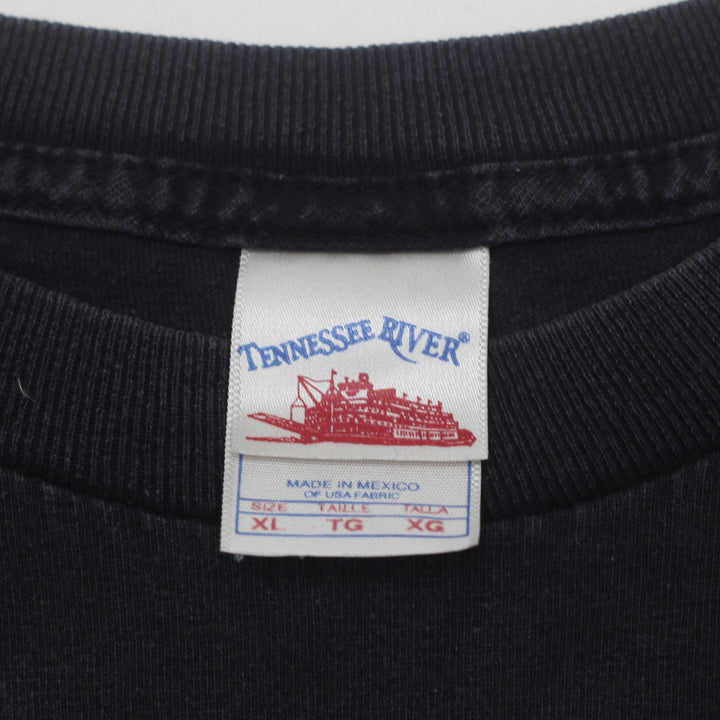 TENNESSEE RIVER®
MADE IN MEXICO
OF USA FABRIC
SIZE TAILLE TALLA
XL TG XG